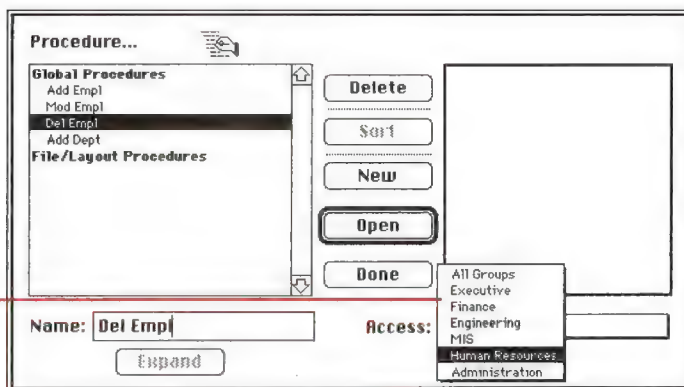 Procedure...
Global Procedures
Add Empl
Mod Empl
Del Empl
Add Dept
File/Layout Procedures
Delete
Sort
New
Open
Done
Name: Del Empl
Expand
Access:
All Groups
Executive
Finance
Engineering
MIS
Human Resources
Administration